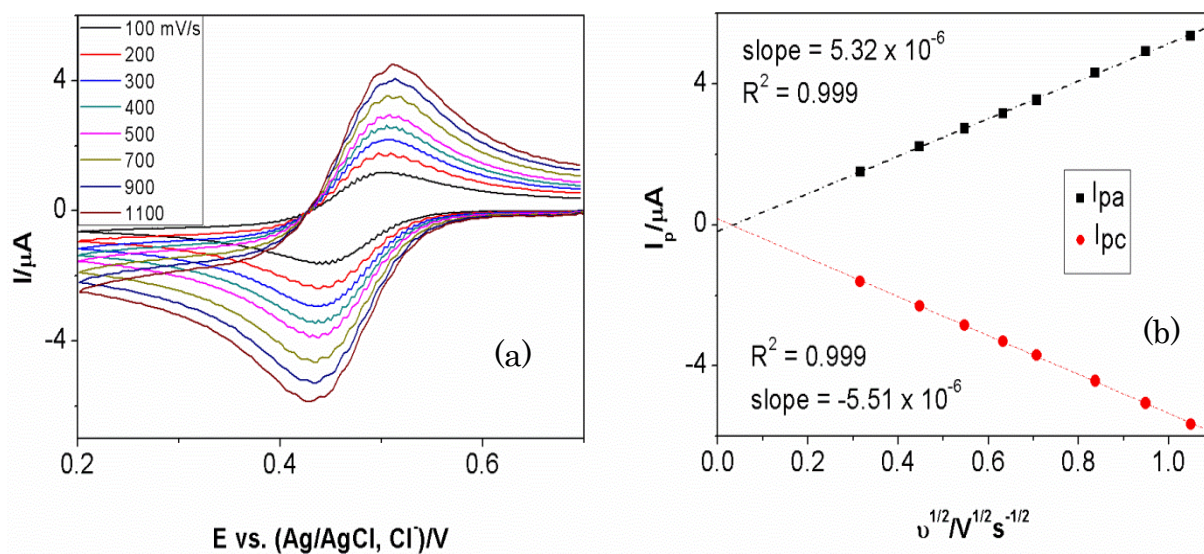 100 mV/s
200
300
400
500
700
900
1100
4
0
-4
I/μA
0.2
0.4
0.6
E vs. (Ag/AgCl, Cl⁻)/V
(a)
slope = 5.32 x 10⁻⁶
R² = 0.999
4
0
-4
Iₚ/μA
Ipa
Ipc
R² = 0.999
slope = -5.51 x 10⁻⁶
(b)
0.0
0.2
0.4
0.6
0.8
1.0
υ¹/²/V¹/²s⁻¹/²